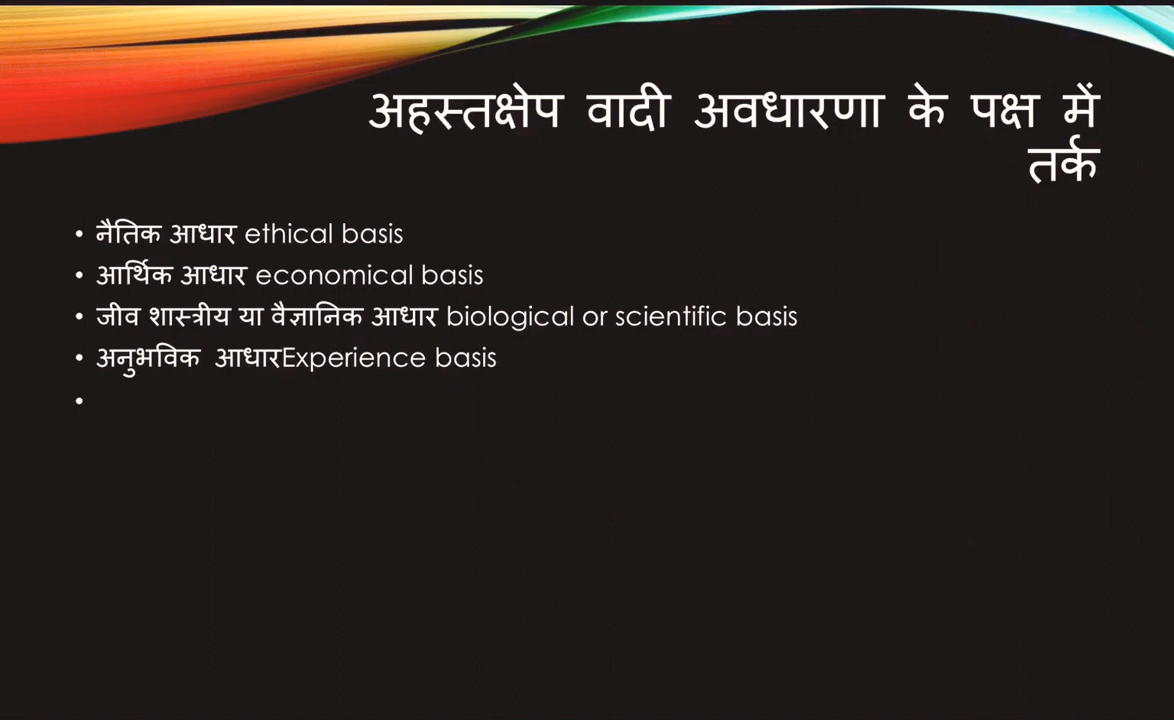 अहस्तक्षेप वादी अवधारणा के पक्ष में
तर्क
• नैतिक आधार ethical basis
• आर्थिक आधार economical basis
• जीव शास्त्रीय या वैज्ञानिक आधार biological or scientific basis
• अनुभविक आधारExperience basis
•